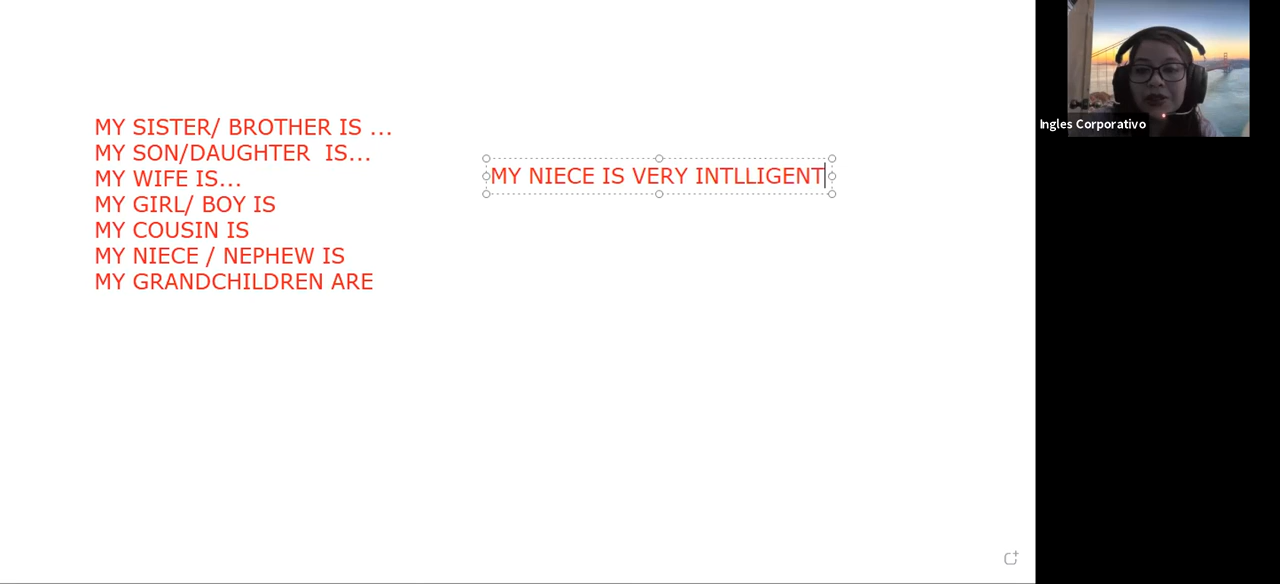 MY SISTER/ BROTHER IS ...
MY SON/DAUGHTER  IS...
MY WIFE IS...
MY GIRL/ BOY IS
MY COUSIN IS
MY NIECE / NEPHEW IS
MY GRANDCHILDREN ARE
MY NIECE IS VERY INTLLIGENT
Ingles Corporativo